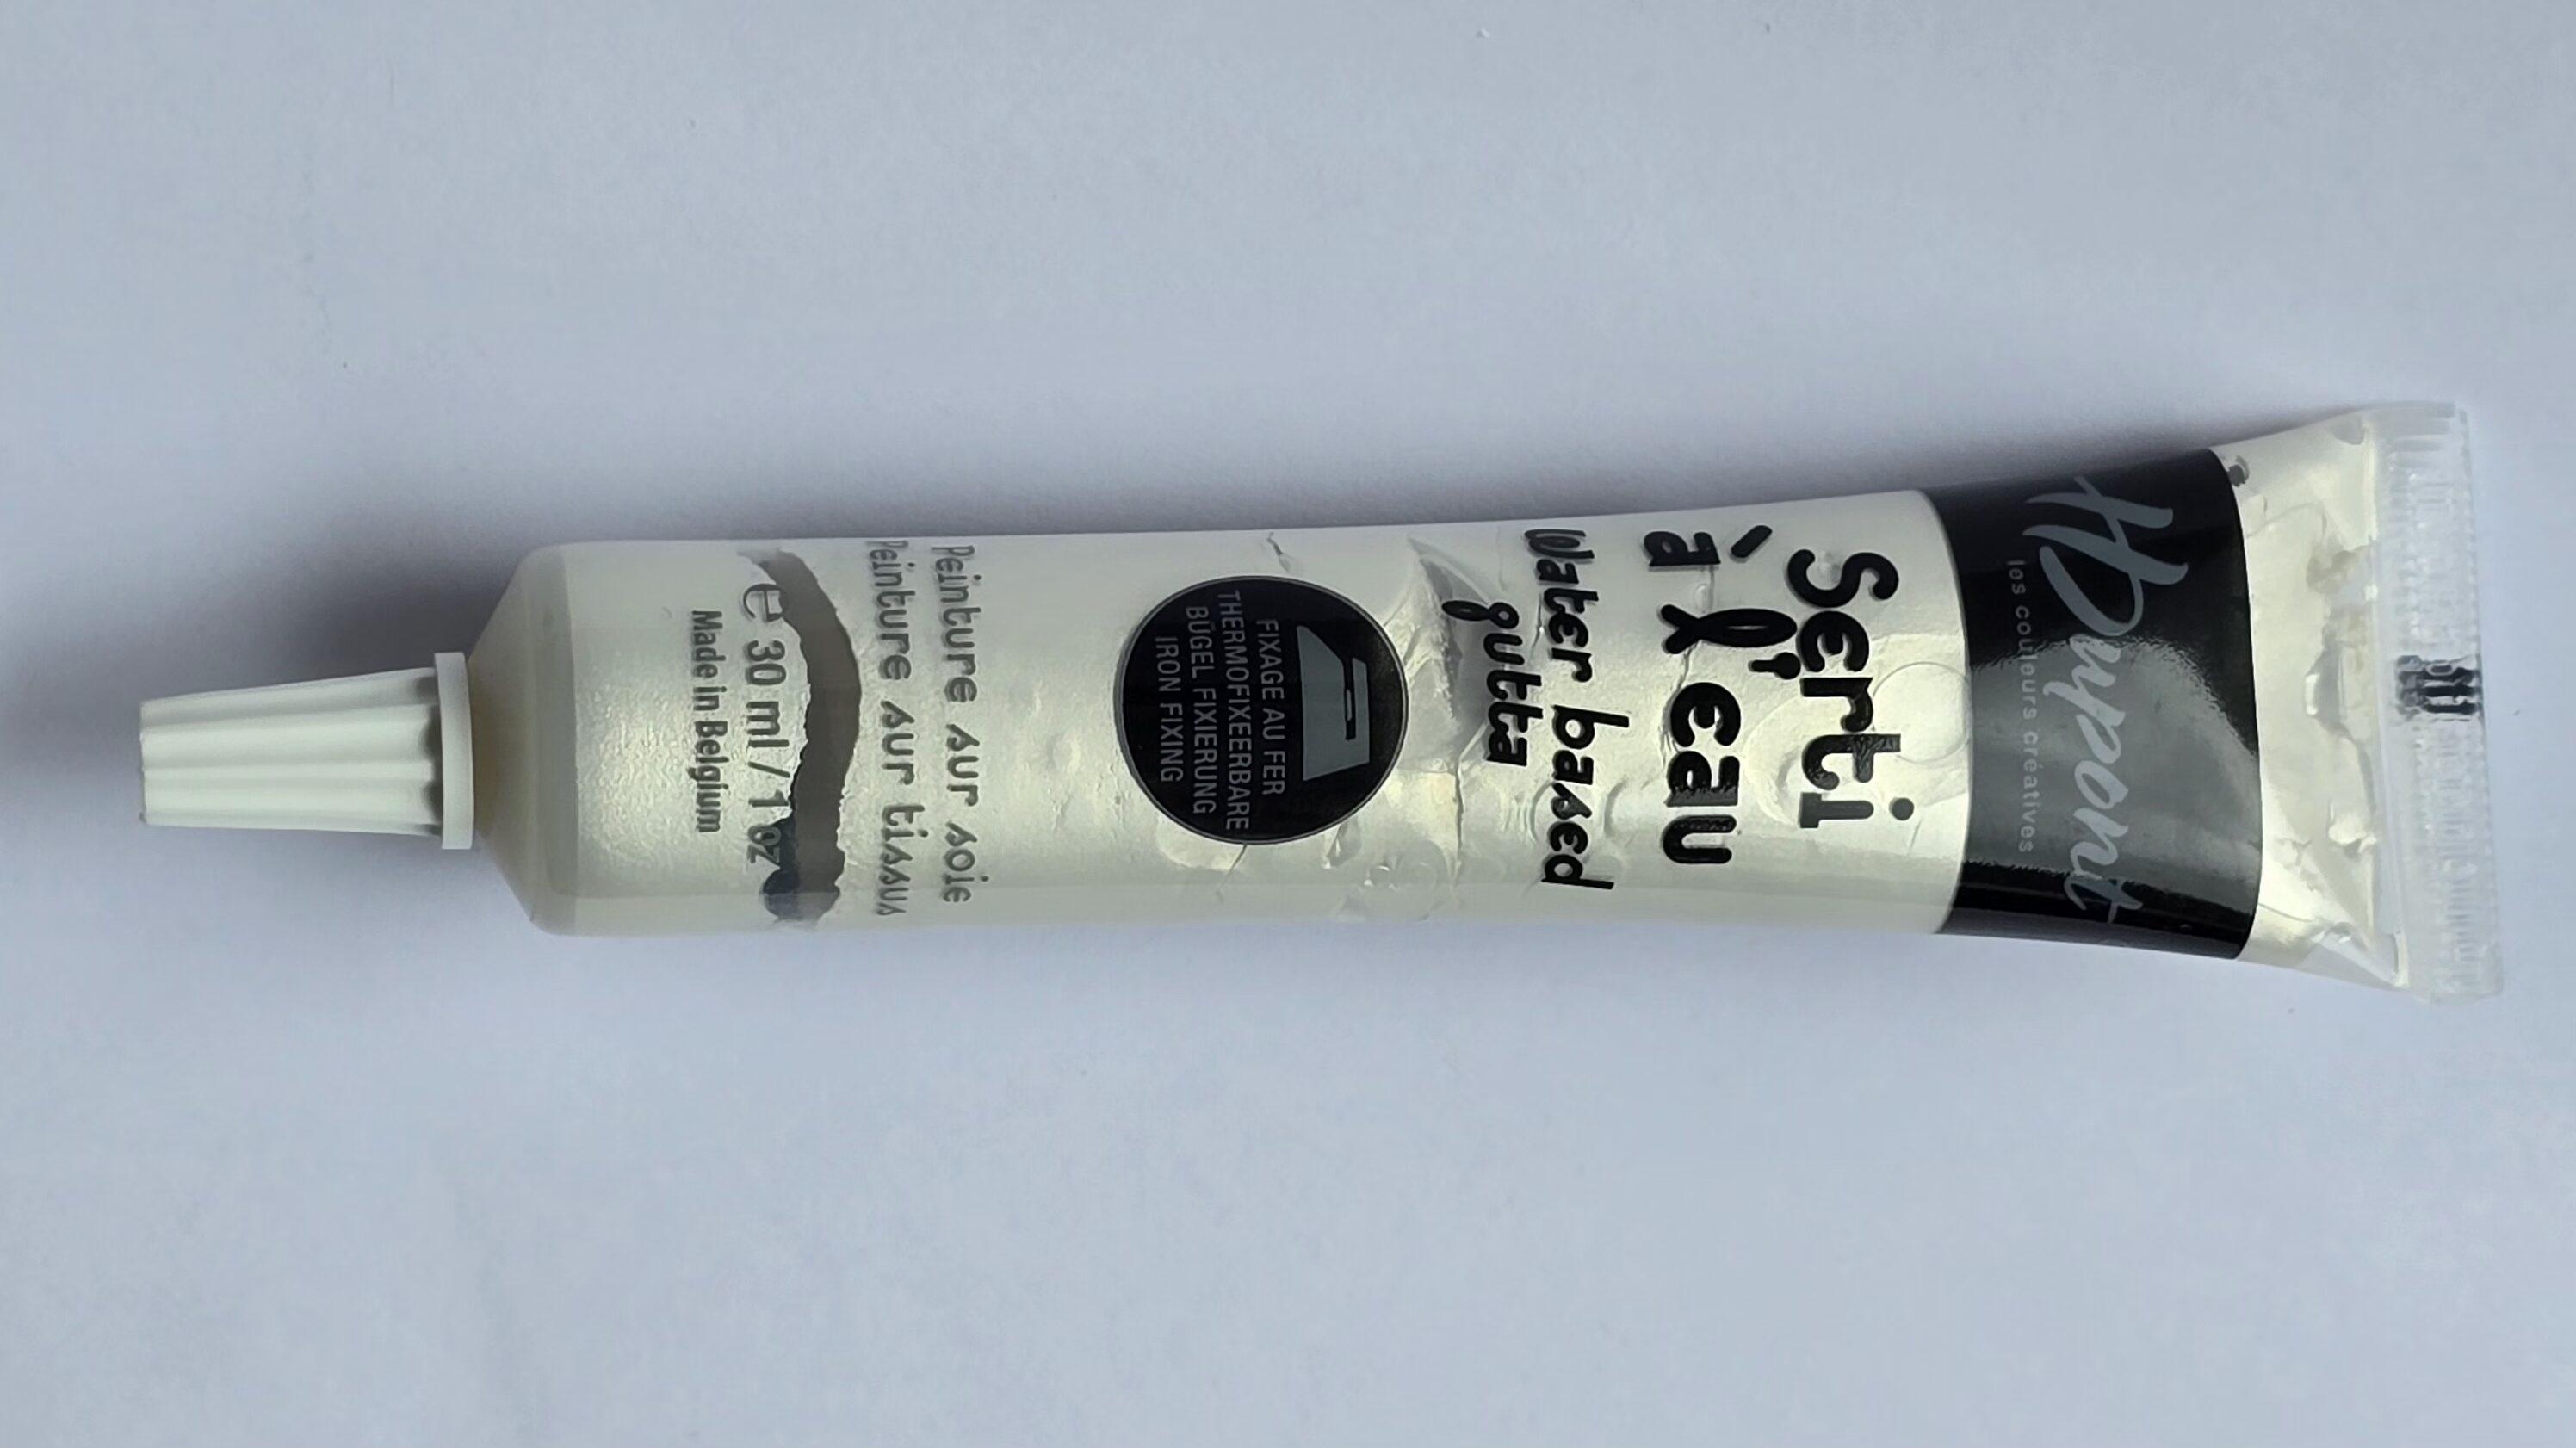 H Dupont
les couleurs créatives
Serti
à l'eau
Water based
gutta
FIXAGE AU FER
THERMOFIXEERBARE
BÜGEL FIXIERUNG
IRON FIXING
Peinture sur soie
Peinture sur tissus
℮ 30 ml / 1 oz
Made in Belgium